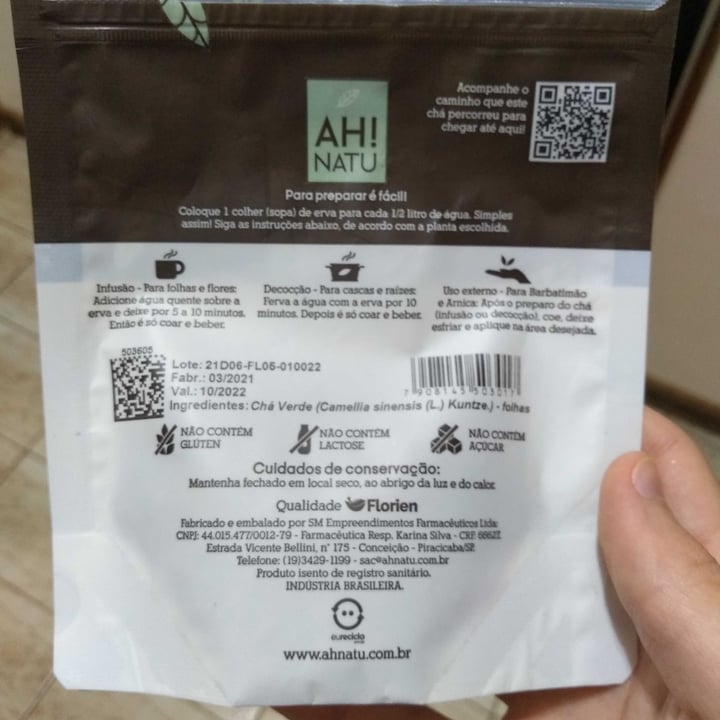 AH!
NATU
Acompanhe o
caminho que este
chá percorreu para
chegar até aqui!
Para preparar é fácil!
Coloque 1 colher (sopa) de erva para cada 1/2 litro de água. Simples
assim! Siga as instruções abaixo, de acordo com a planta escolhida.
Infusão - Para folhas e flores:
Adicione água quente sobre a
erva e deixe por 5 a 10 minutos.
Então é só coar e beber.
Decocção - Para cascas e raízes:
Ferva a água com a erva por 10
minutos. Depois é só coar e beber.
Uso externo - Para Barbatimão
e Arnica: Após o preparo do chá
(infusão ou decocção), coe, deixe
esfriar e aplique na área desejada.
503605
Lote: 21D06-FL05-010022
Fabr.: 03/2021
Val.: 10/2022
Ingredientes: Chá Verde (Camellia sinensis (L.) Kuntze.) - folhas
7 908145 503017
NÃO CONTÉM
GLÚTEN
NÃO CONTÉM
LACTOSE
NÃO CONTÉM
AÇÚCAR
Cuidados de conservação:
Mantenha fechado em local seco, ao abrigo da luz e do calor.
Qualidade Florien
Fabricado e embalado por SM Empreendimentos Farmacêuticos Ltda:
CNPJ: 44.015.477/0012-79 - Farmacêutica Resp. Karina Silva - CRF. 66627.
Estrada Vicente Bellini, n° 175 - Conceição - Piracicaba/SP.
Telefone: (19)3429-1199 - sac@ahnatu.com.br
Produto isento de registro sanitário.
INDÚSTRIA BRASILEIRA.
eureciclo
www.ahnatu.com.br